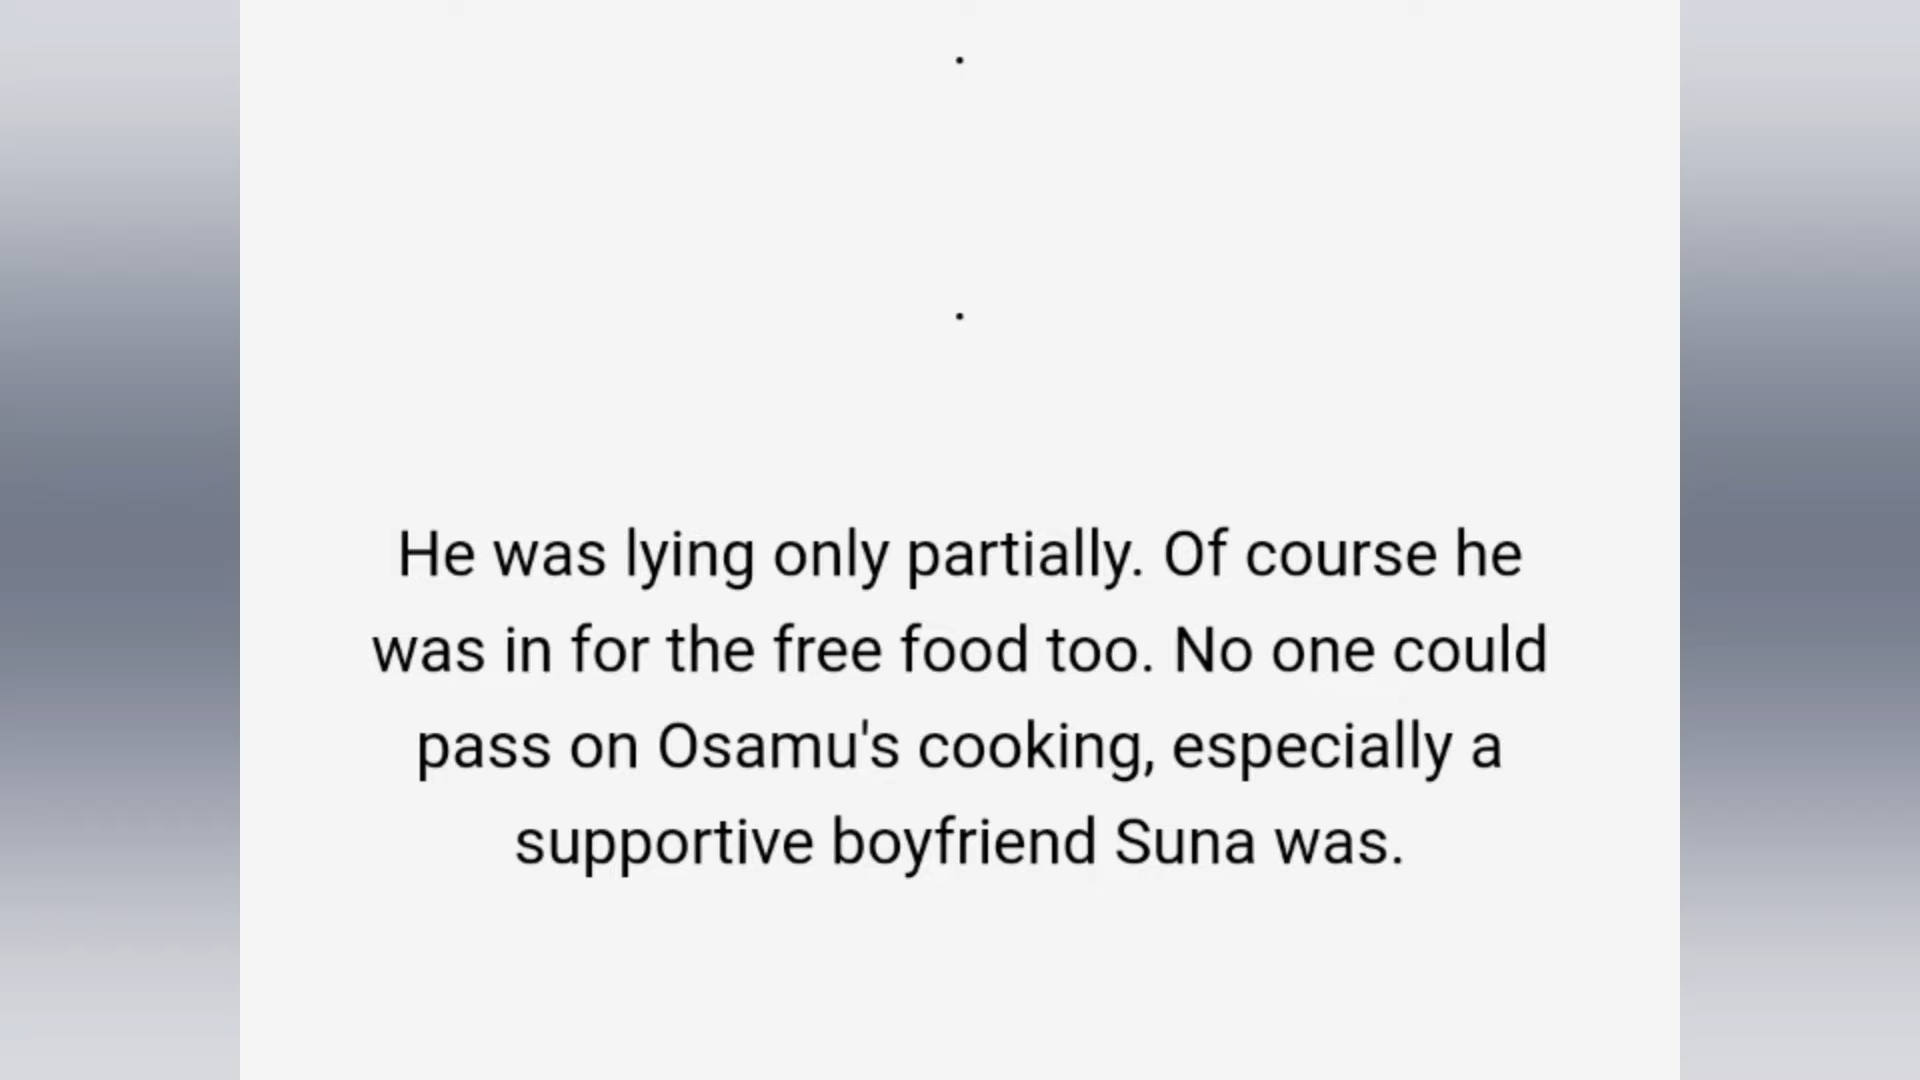 .
.
He was lying only partially. Of course he
was in for the free food too. No one could
pass on Osamu's cooking, especially a
supportive boyfriend Suna was.